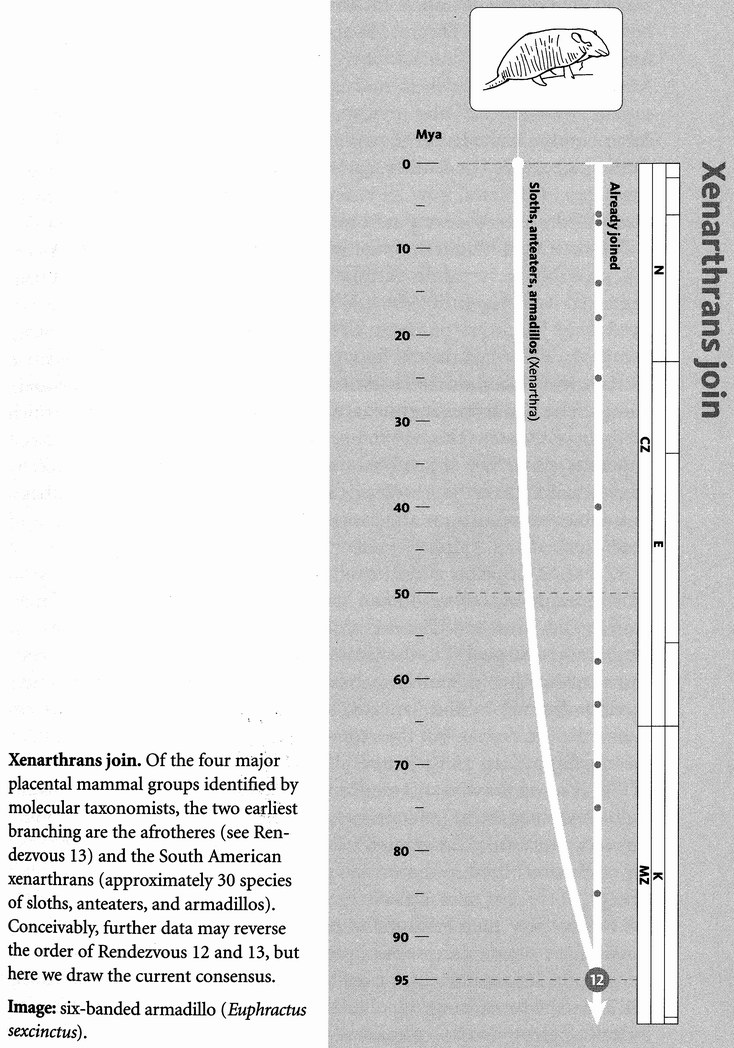 Xenarthrans join
Mya
0
10
20
30
40
50
60
70
80
90
95
Sloths, anteaters, armadillos (Xenarthra)
Already joined
12
N
E
K
CZ
MZ
Xenarthrans join. Of the four major
placental mammal groups identified by
molecular taxonomists, the two earliest
branching are the afrotheres (see Ren-
dezvous 13) and the South American
xenarthrans (approximately 30 species
of sloths, anteaters, and armadillos).
Conceivably, further data may reverse
the order of Rendezvous 12 and 13, but
here we draw the current consensus.
Image: six-banded armadillo (Euphractus
sexcinctus).